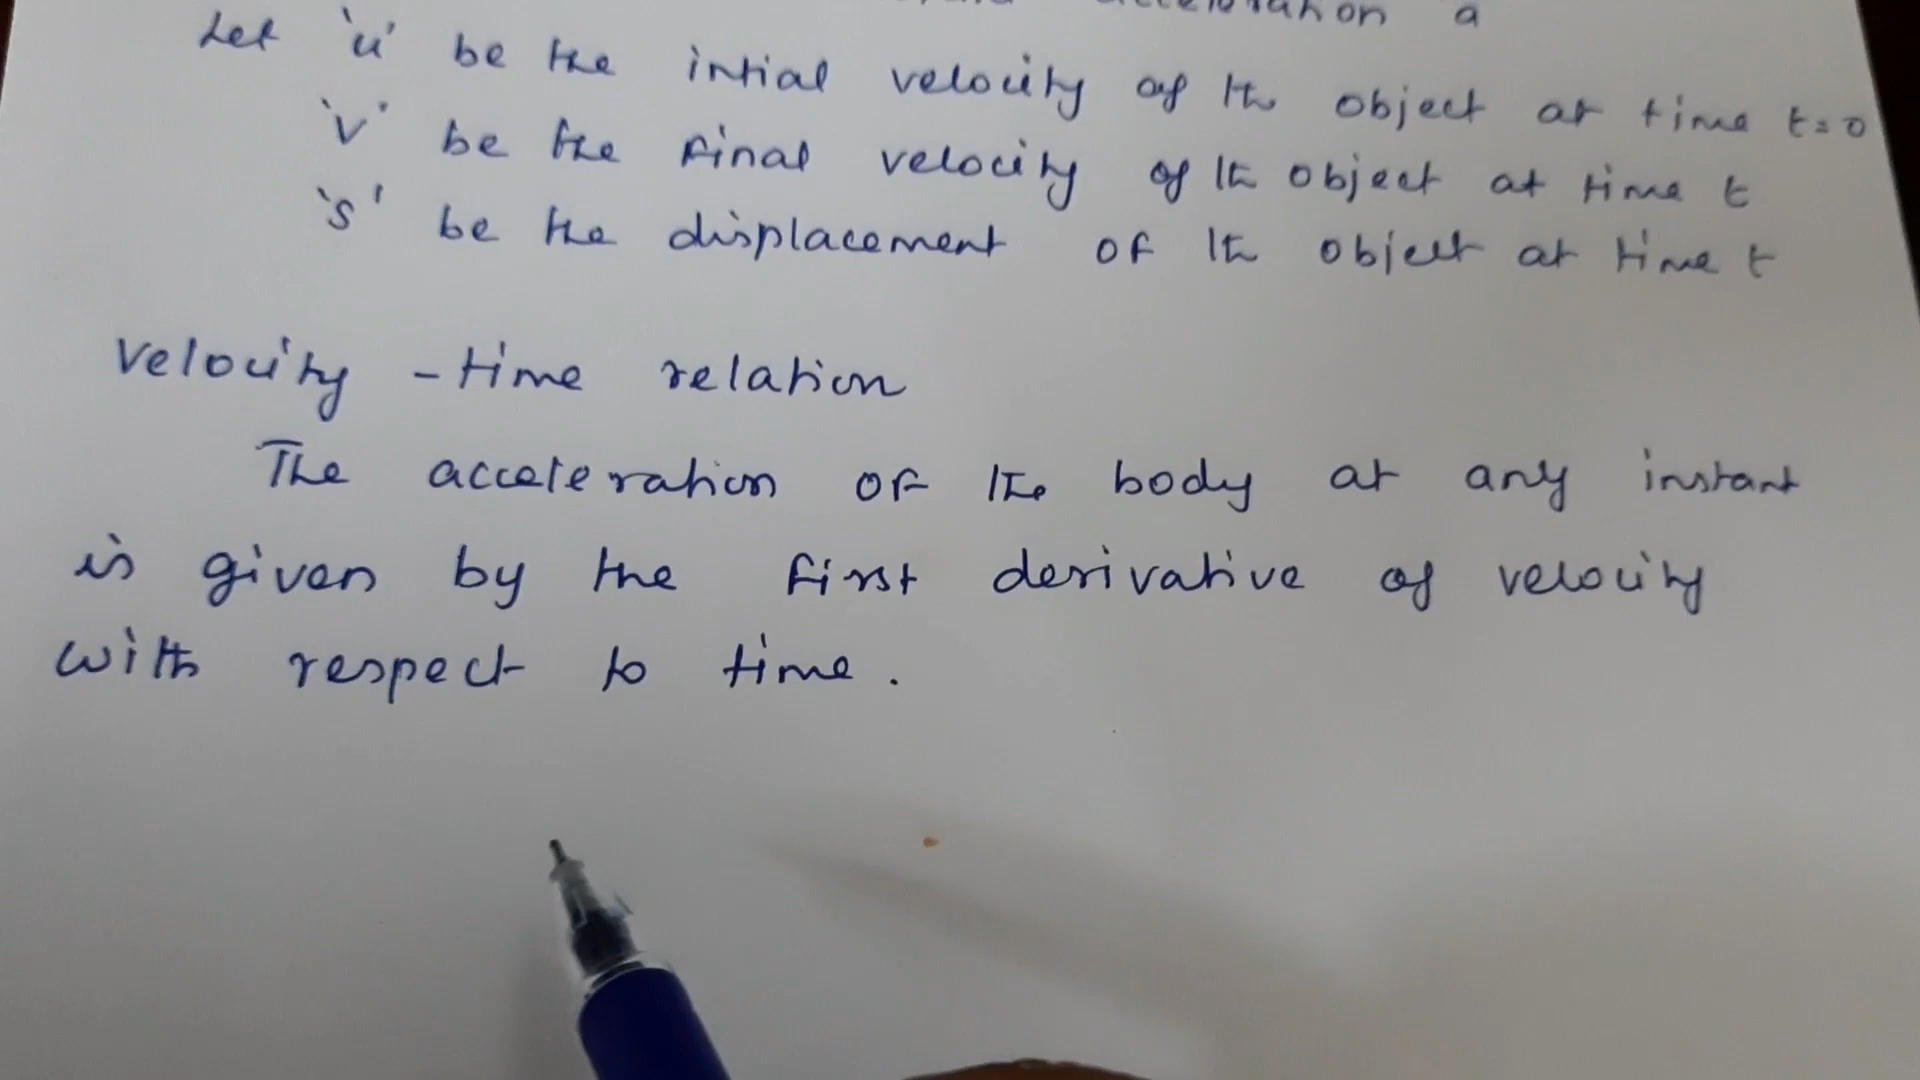 acceleration a
Let 'u' be the intial velocity of the object at time t=0
'v' be the final velocity of the object at time t
's' be the displacement of the object at time t
Velocity - time relation
The acceleration of the body at any instant
is given by the first derivative of velocity
with respect to time.